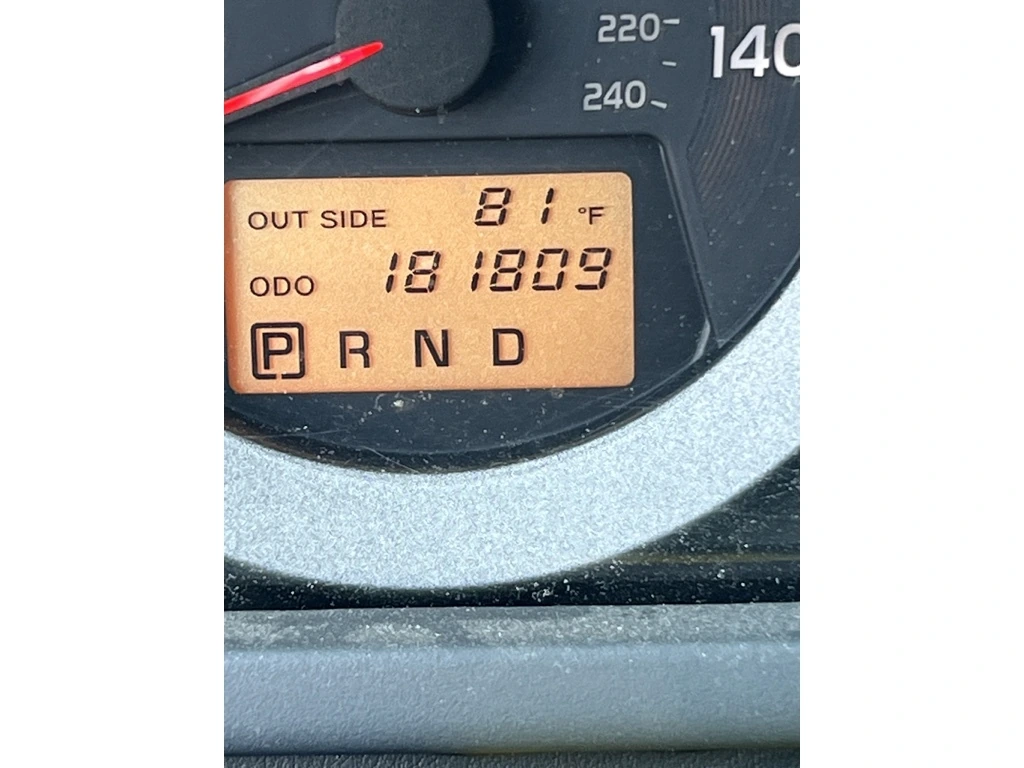 220
140
240
OUT SIDE 81 °F
ODO 181809
P R N D